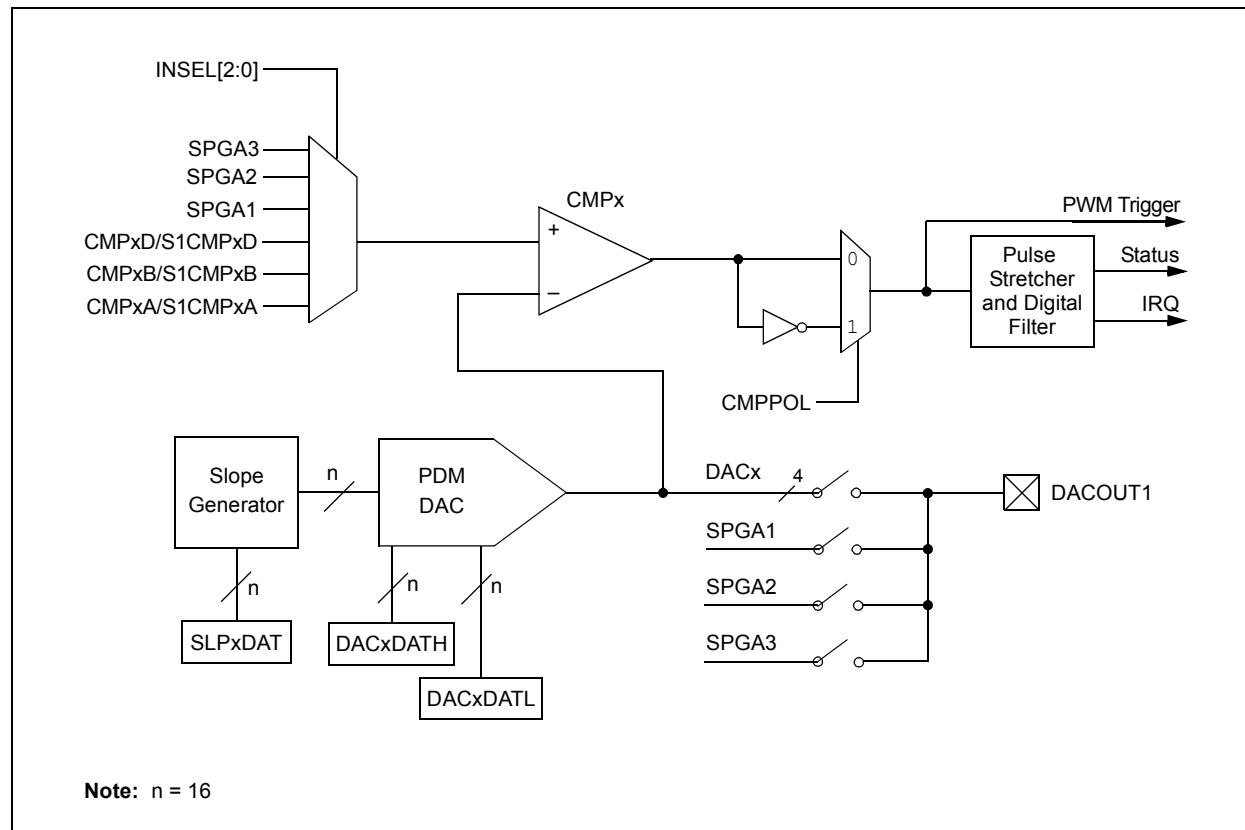 INSEL[2:0]
SPGA3
SPGA2
SPGA1
CMPxD/S1CMPxD
CMPxB/S1CMPxB
CMPxA/S1CMPxA
CMPx
+
–
0
1
CMPPOL
PWM Trigger
Pulse
Stretcher
and Digital
Filter
Status
IRQ
Slope
Generator
n
PDM
DAC
n
n
n
SLPxDAT
DACxDATH
DACxDATL
DACx
4
SPGA1
SPGA2
SPGA3
DACOUT1
Note: n = 16